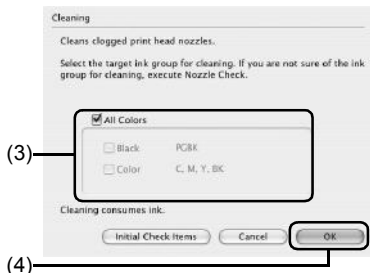 Cleaning
Cleans clogged print head nozzles.
Select the target ink group for cleaning. If you are not sure of the ink
group for cleaning, execute Nozzle Check.
All Colors
(3)
Black PGBK
Color C, M, Y, BK
Cleaning consumes ink.
Initial Check Items Cancel OK
(4)